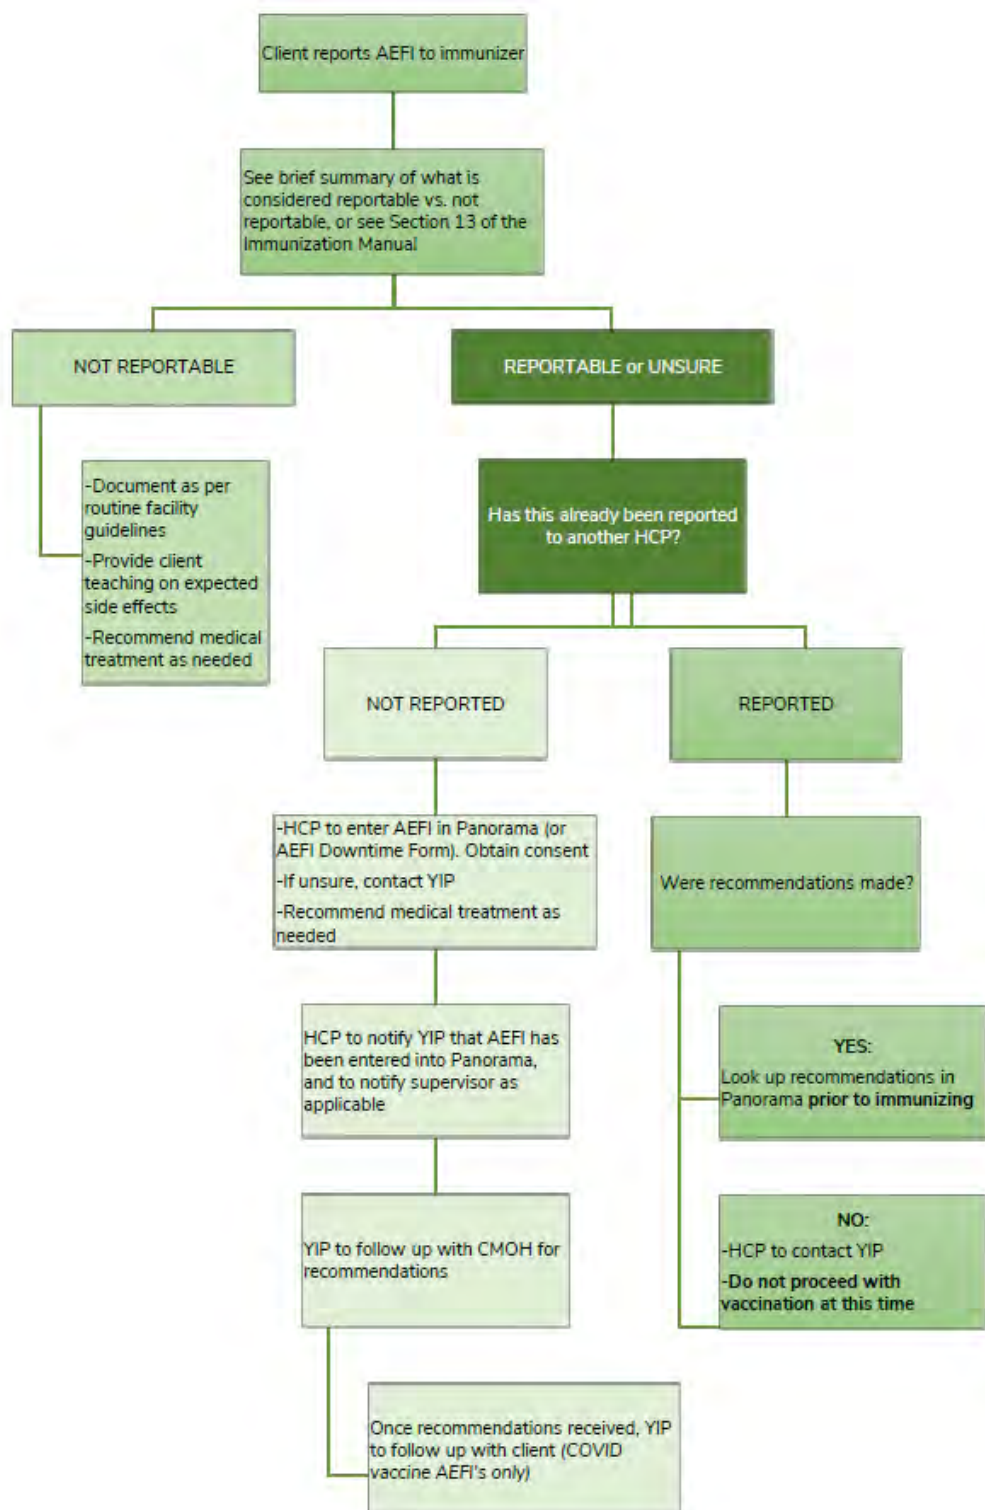 Client reports AEFI to immunizer
See brief summary of what is
considered reportable vs. not
reportable, or see Section 13 of the
Immunization Manual
NOT REPORTABLE
REPORTABLE or UNSURE
-Document as per
routine facility
guidelines
-Provide client
teaching on expected
side effects
-Recommend medical
treatment as needed
Has this already been reported
to another HCP?
NOT REPORTED
REPORTED
-HCP to enter AEFI in Panorama (or
AEFI Downtime Form). Obtain consent
-If unsure, contact YIP
-Recommend medical treatment as
needed
Were recommendations made?
HCP to notify YIP that AEFI has
been entered into Panorama,
and to notify supervisor as
applicable
YES:
Look up recommendations in
Panorama prior to immunizing
YIP to follow up with CMOH for
recommendations
NO:
-HCP to contact YIP
-Do not proceed with
vaccination at this time
Once recommendations received, YIP
to follow up with client (COVID
vaccine AEFI's only)